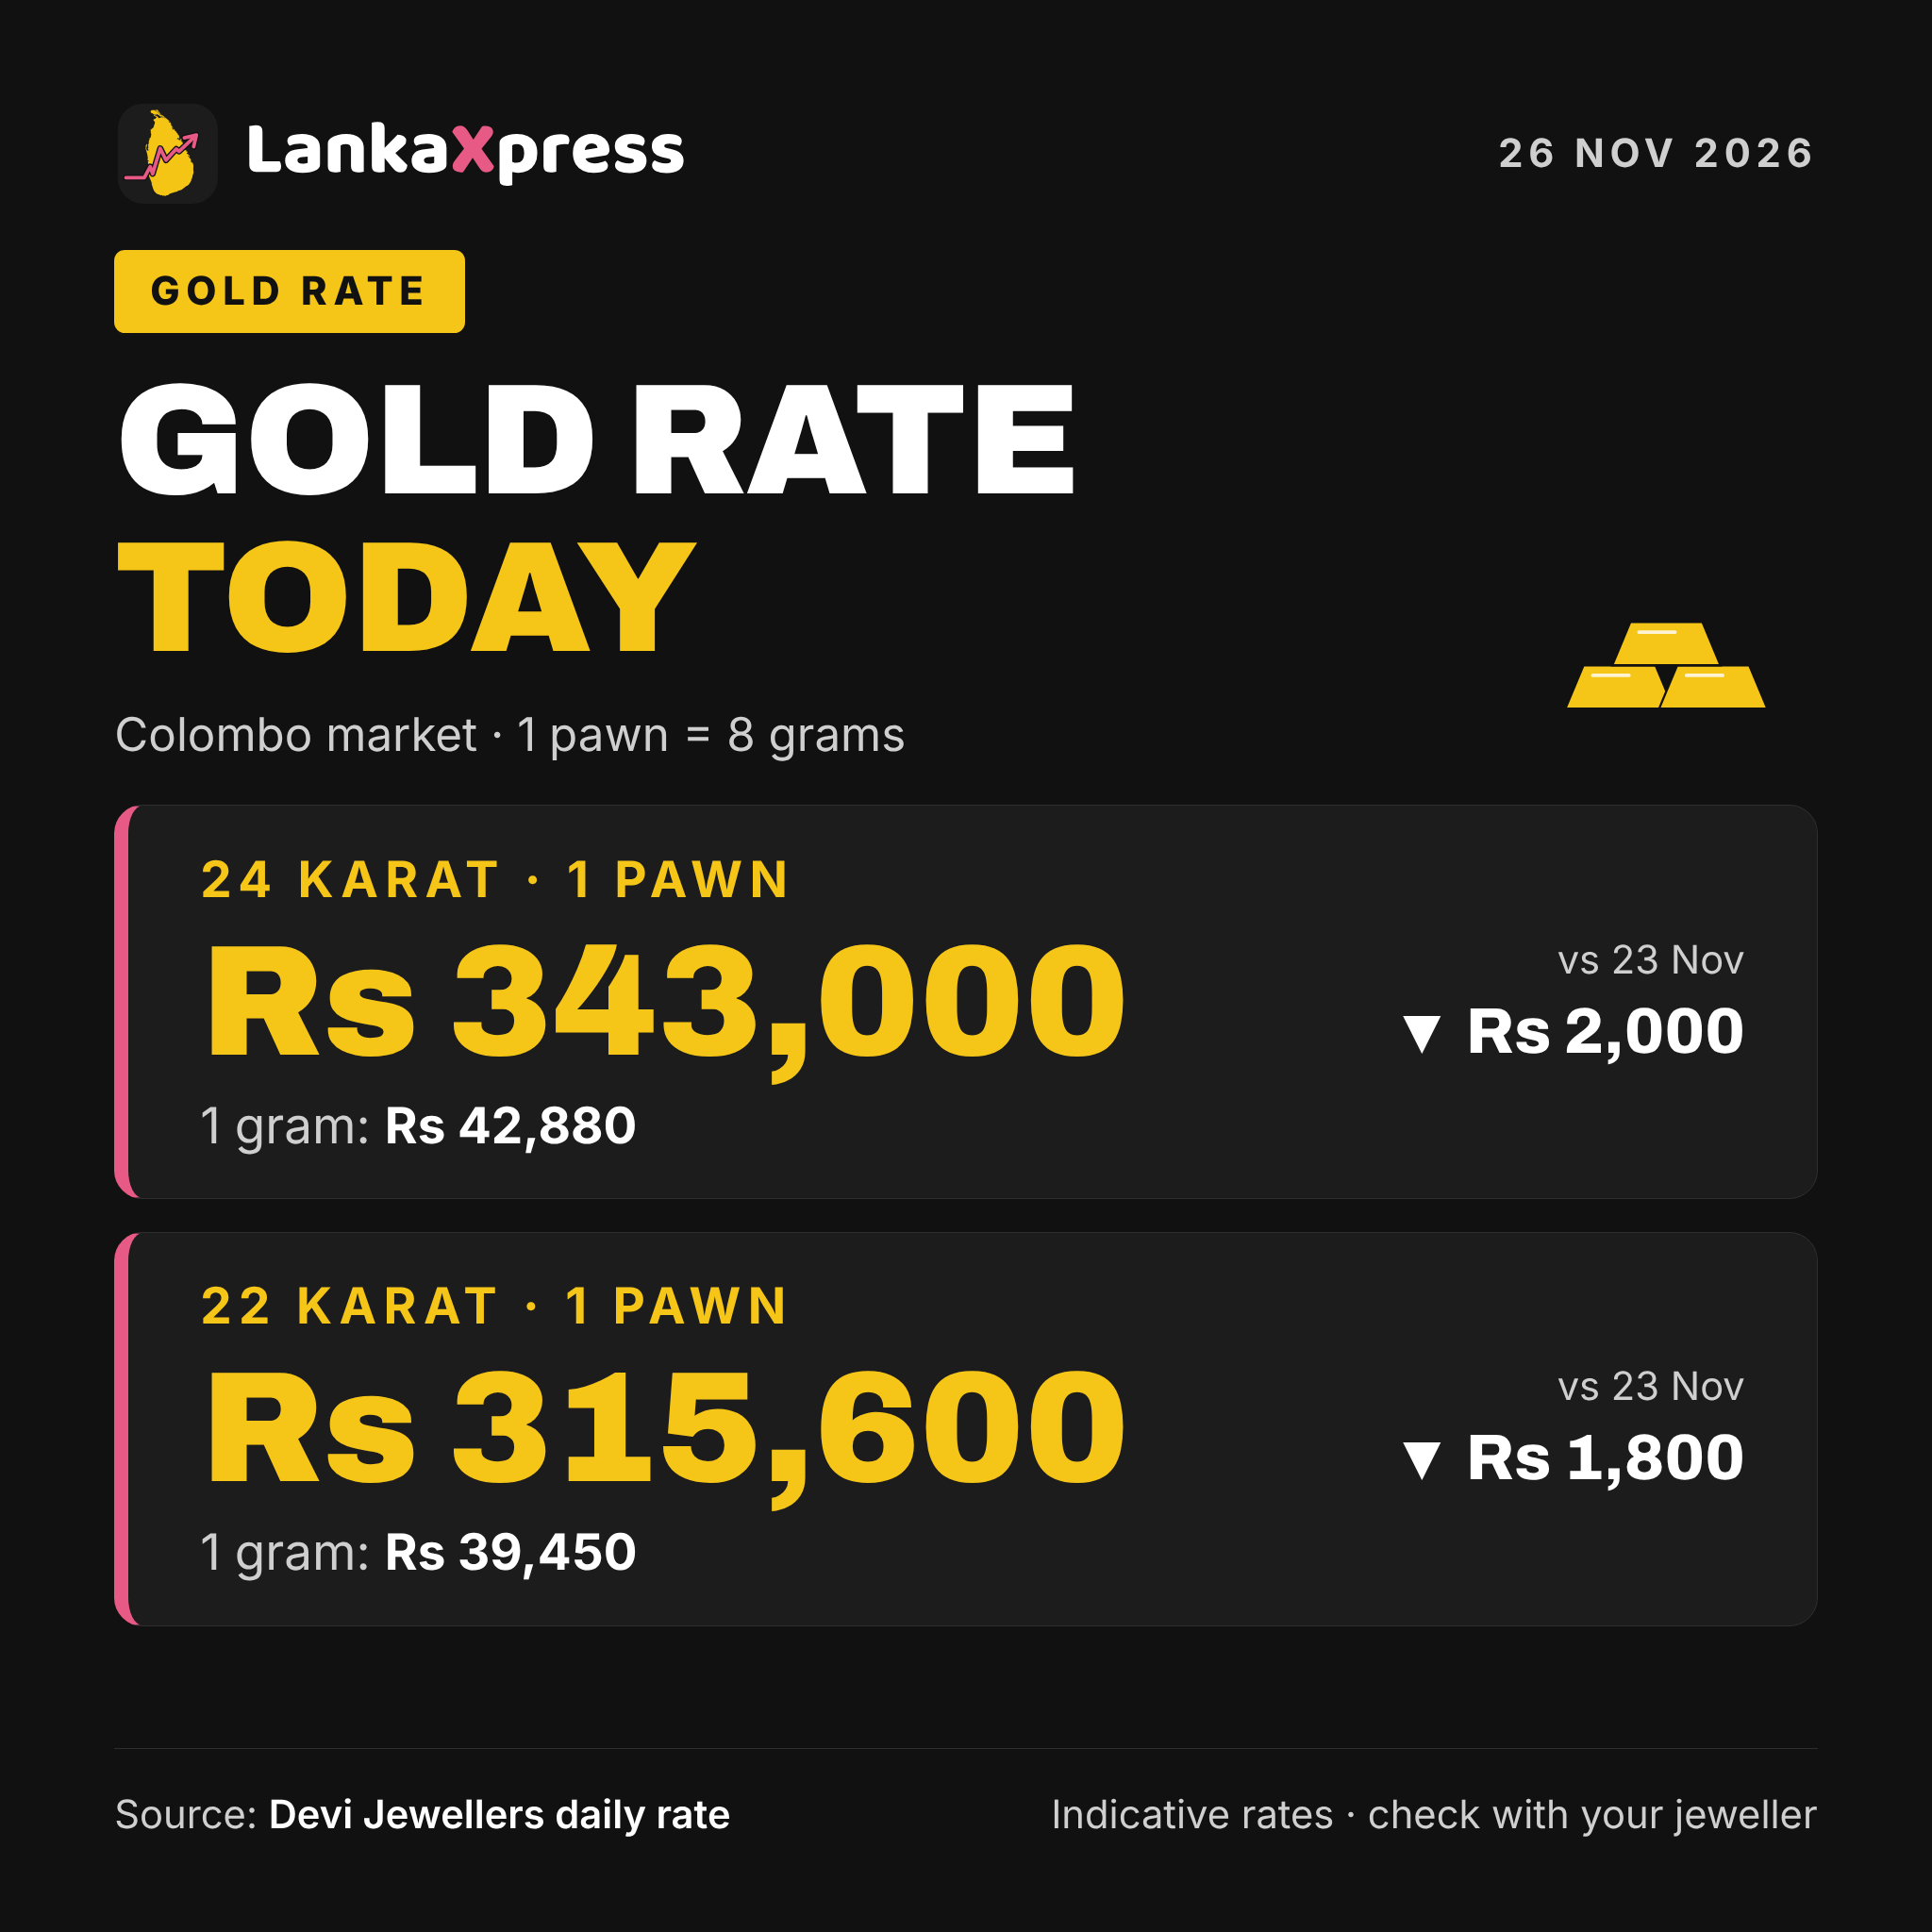 LankaXpress
26 NOV 2026
GOLD RATE
GOLD RATE
TODAY
Colombo market · 1 pawn = 8 grams
24 KARAT · 1 PAWN
Rs 343,000
vs 23 Nov
▼ Rs 2,000
1 gram: Rs 42,880
22 KARAT · 1 PAWN
Rs 315,600
vs 23 Nov
▼ Rs 1,800
1 gram: Rs 39,450
Source: Devi Jewellers daily rate
Indicative rates · check with your jeweller